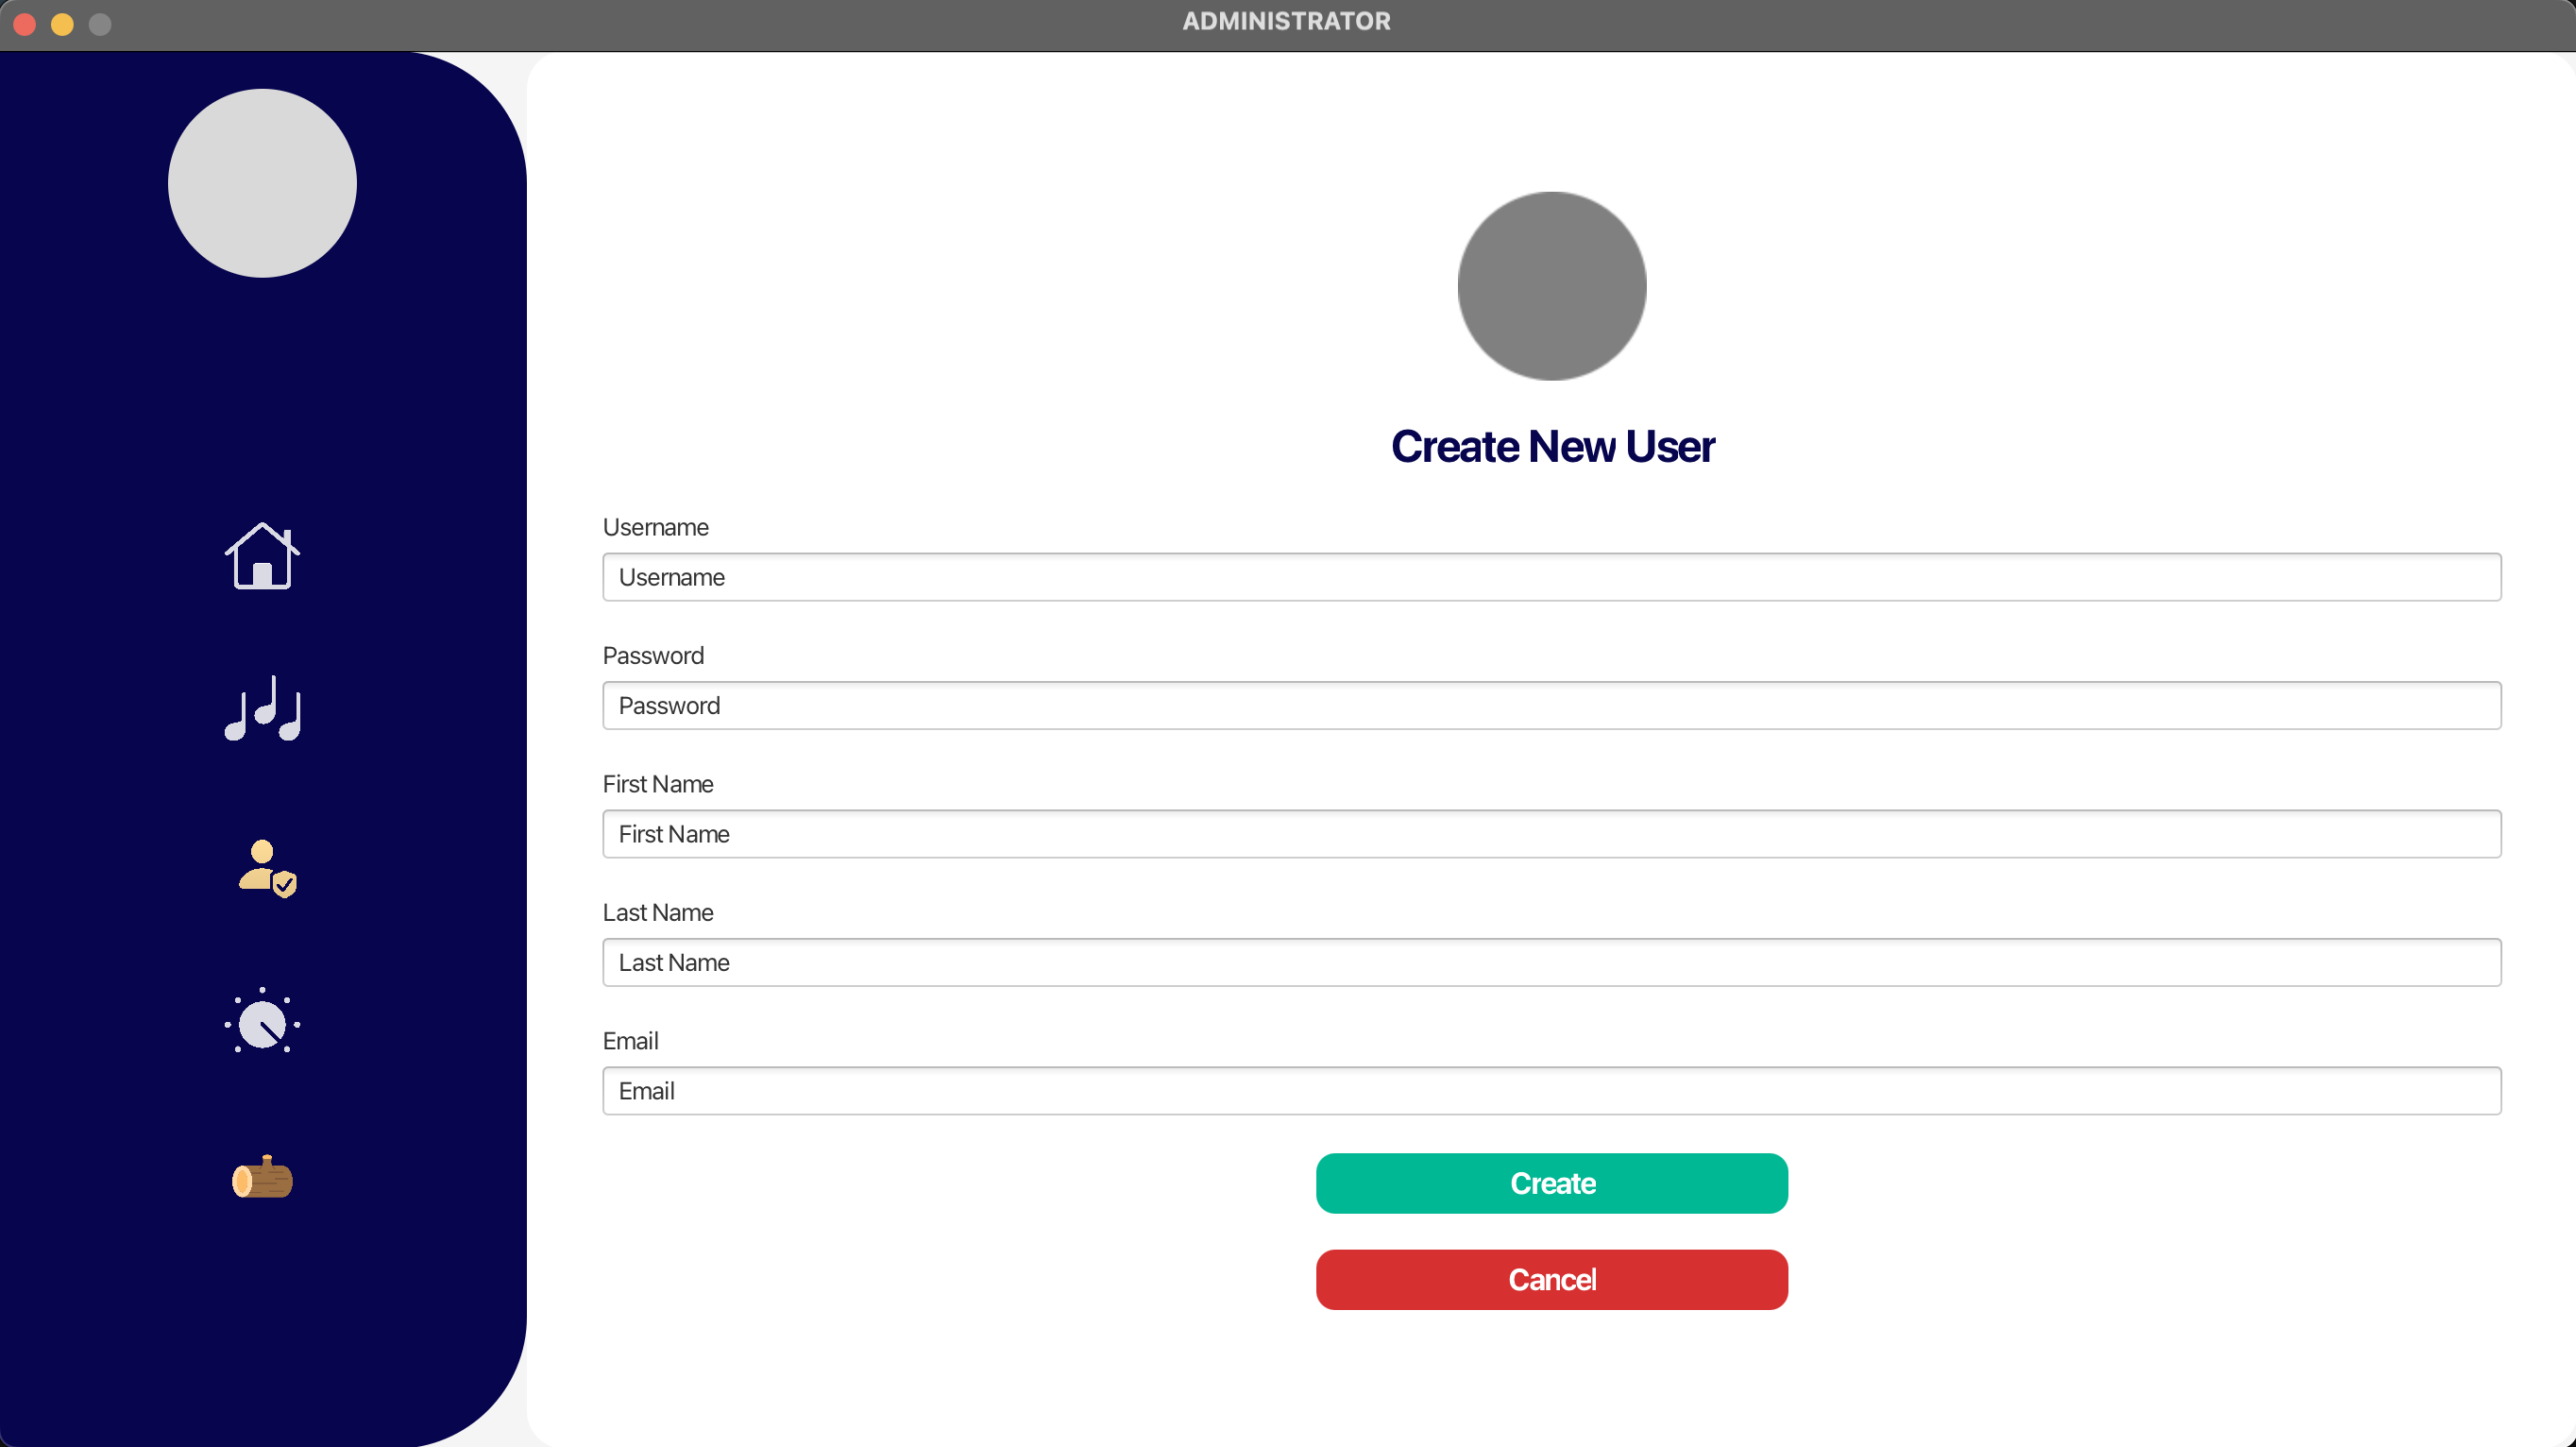 ADMINISTRATOR
Create New User
Username
Username
Password
Password
First Name
First Name
Last Name
Last Name
Email
Email
Create
Cancel